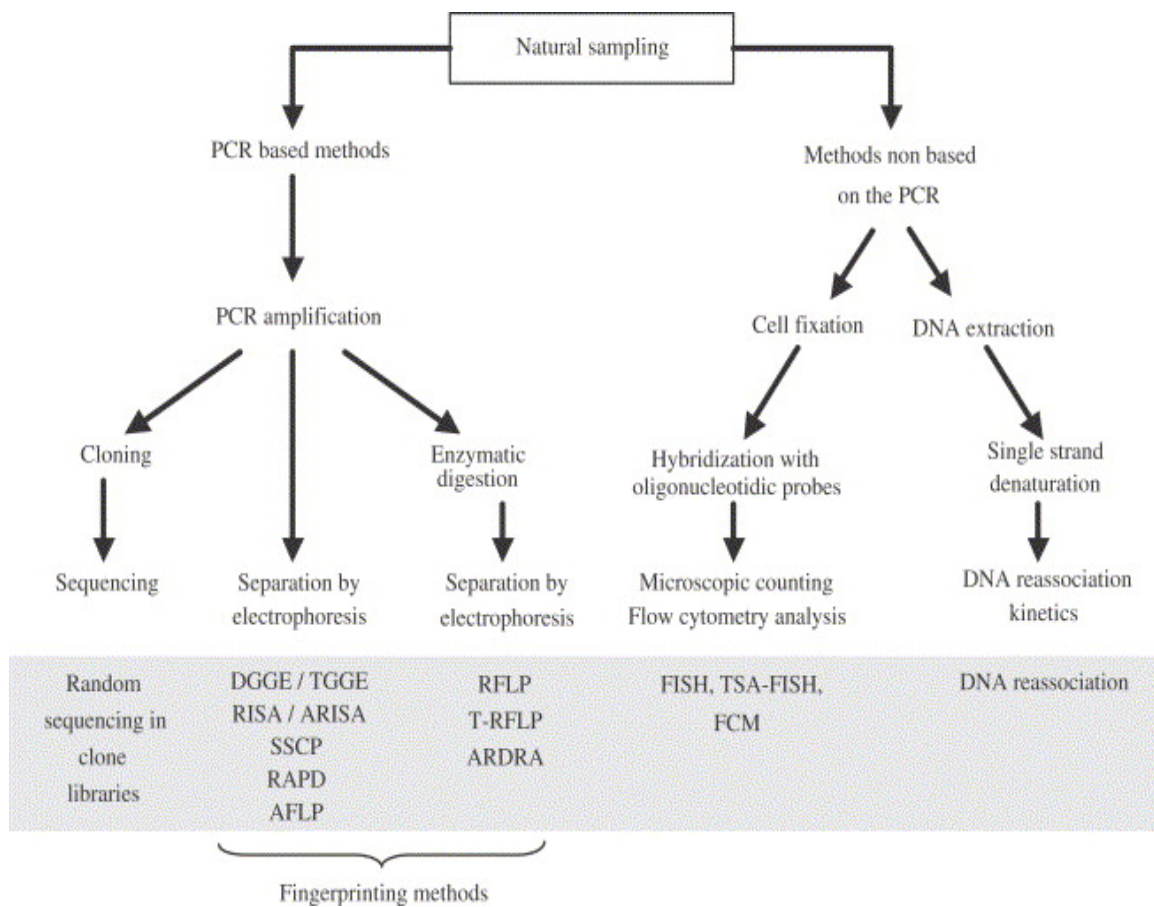 Natural sampling
PCR based methods
Methods non based
on the PCR
PCR amplification
Cell fixation
DNA extraction
Cloning
Enzymatic
digestion
Hybridization with
oligonucleotidic probes
Single strand
denaturation
Sequencing
Separation by
electrophoresis
Separation by
electrophoresis
Microscopic counting
Flow cytometry analysis
DNA reassociation
kinetics
Random
sequencing in
clone
libraries
DGGE / TGGE
RISA / ARISA
SSCP
RAPD
AFLP
RFLP
T-RFLP
ARDRA
FISH, TSA-FISH,
FCM
DNA reassociation
Fingerprinting methods